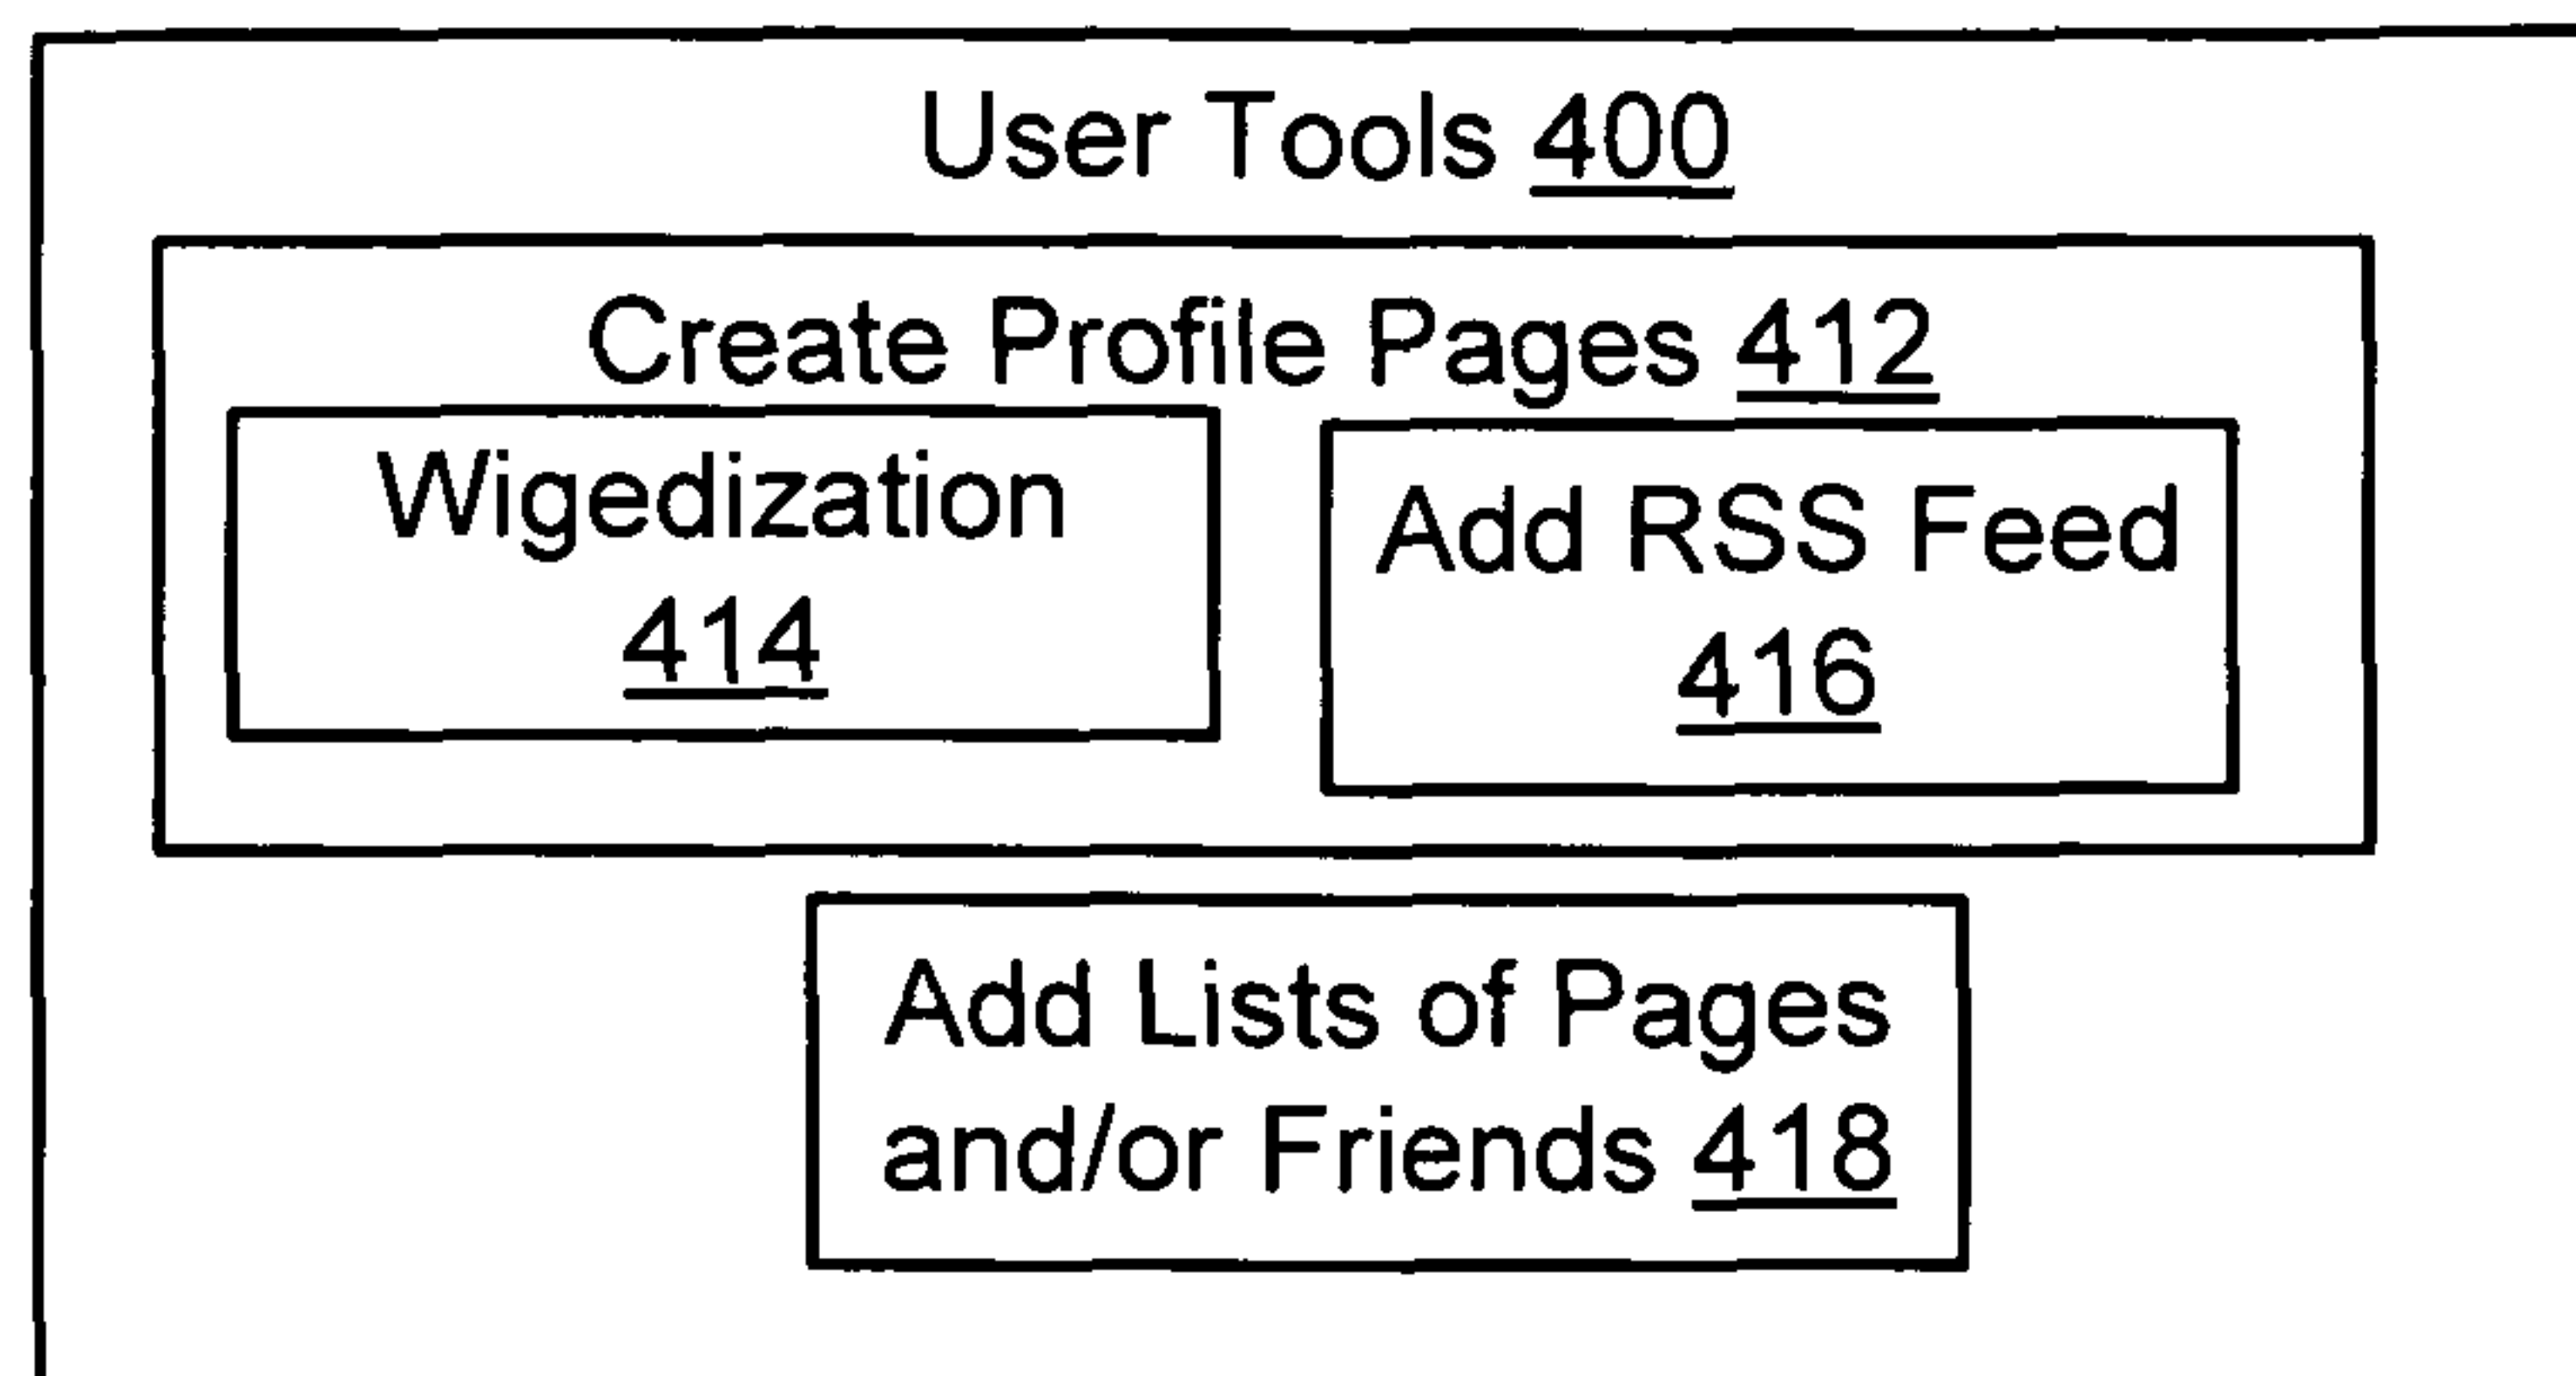 User Tools 400
Create Profile Pages 412
Wigedization
414
Add RSS Feed
416
Add Lists of Pages
and/or Friends 418